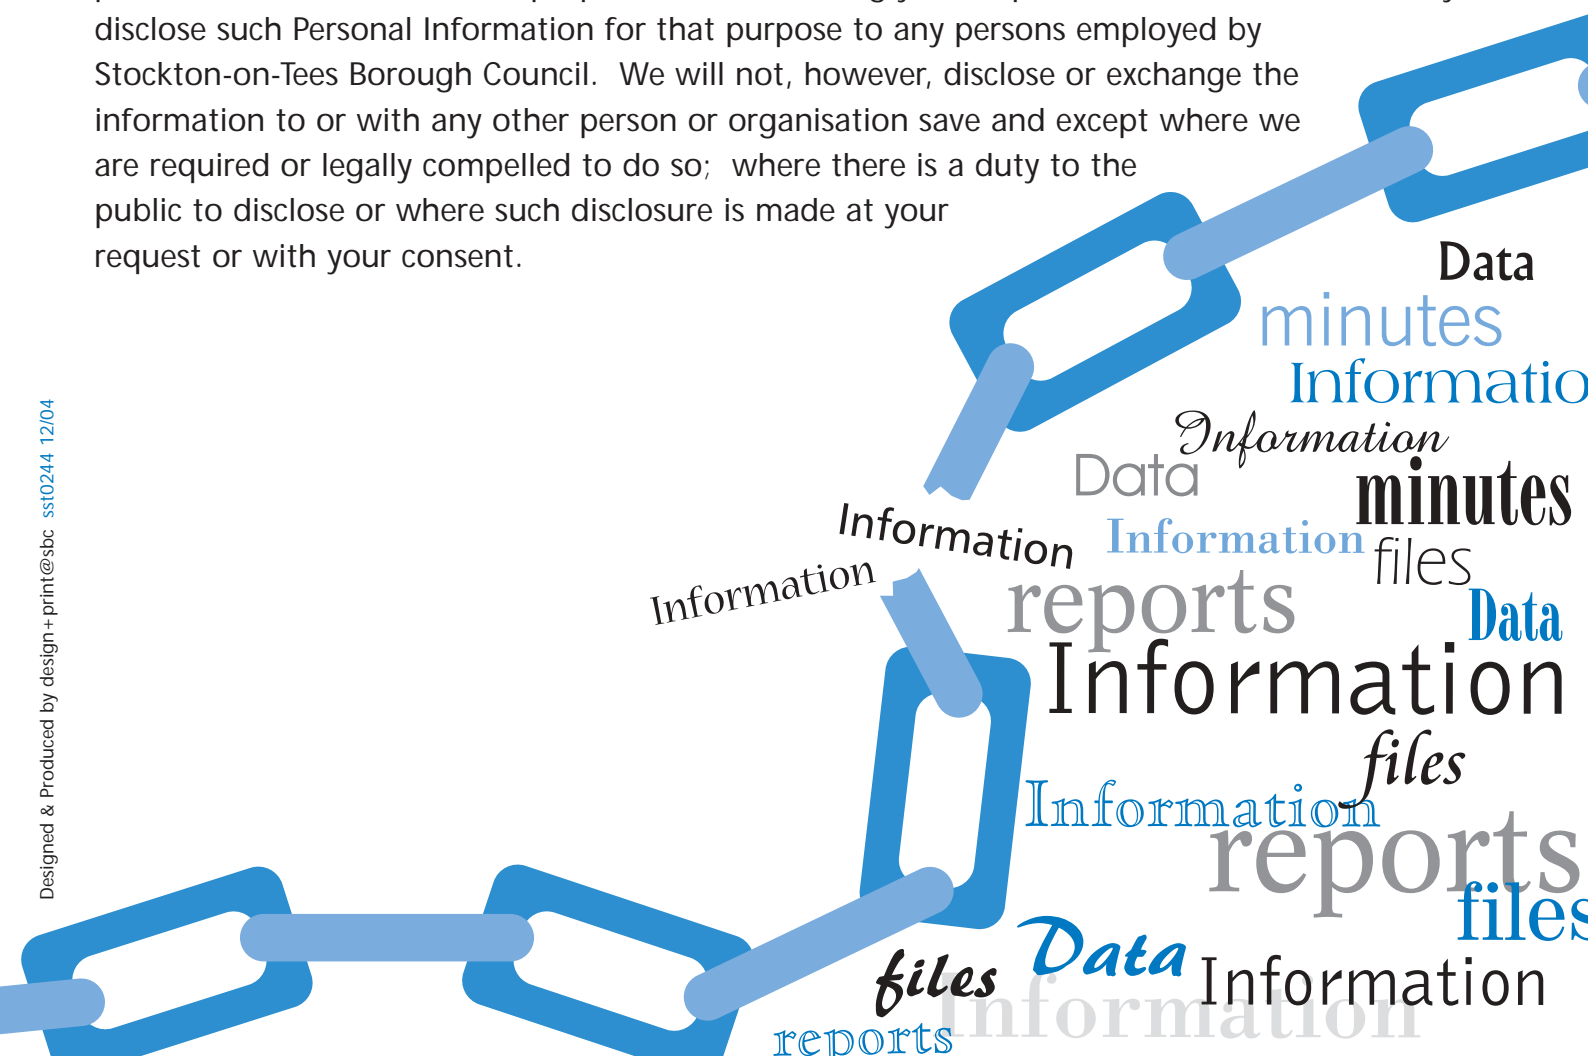 disclose such Personal Information for that purpose to any persons employed by
Stockton-on-Tees Borough Council.  We will not, however, disclose or exchange the
information to or with any other person or organisation save and except where we
are required or legally compelled to do so;  where there is a duty to the
public to disclose or where such disclosure is made at your
request or with your consent.
Data
minutes
Informatio
Information
Data
minutes
Information
Information
files
Information
reports
Data
Information
files
Information
reports
files
Data
files
Information
Information
reports
Designed & Produced by design+print@sbc  sst0244 12/04